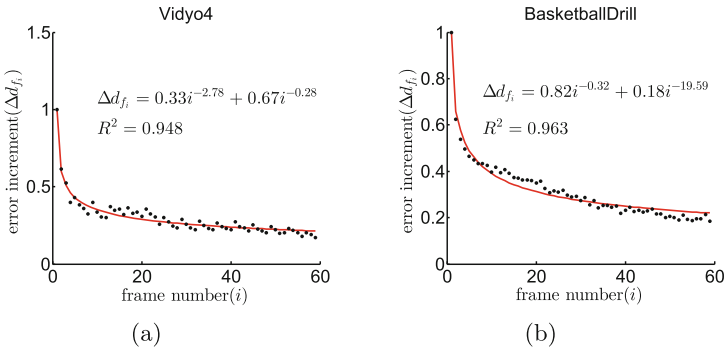 Vidyo4
1.5
1
0.5
0
error increment(Δd_{f_i})
Δd_{f_i} = 0.33i^{−2.78} + 0.67i^{−0.28}
R² = 0.948
0 20 40 60
frame number(i)
(a)
BasketballDrill
1
0.8
0.6
0.4
0.2
0
error increment(Δd_{f_i})
Δd_{f_i} = 0.82i^{−0.32} + 0.18i^{−19.59}
R² = 0.963
0 20 40 60
frame number(i)
(b)